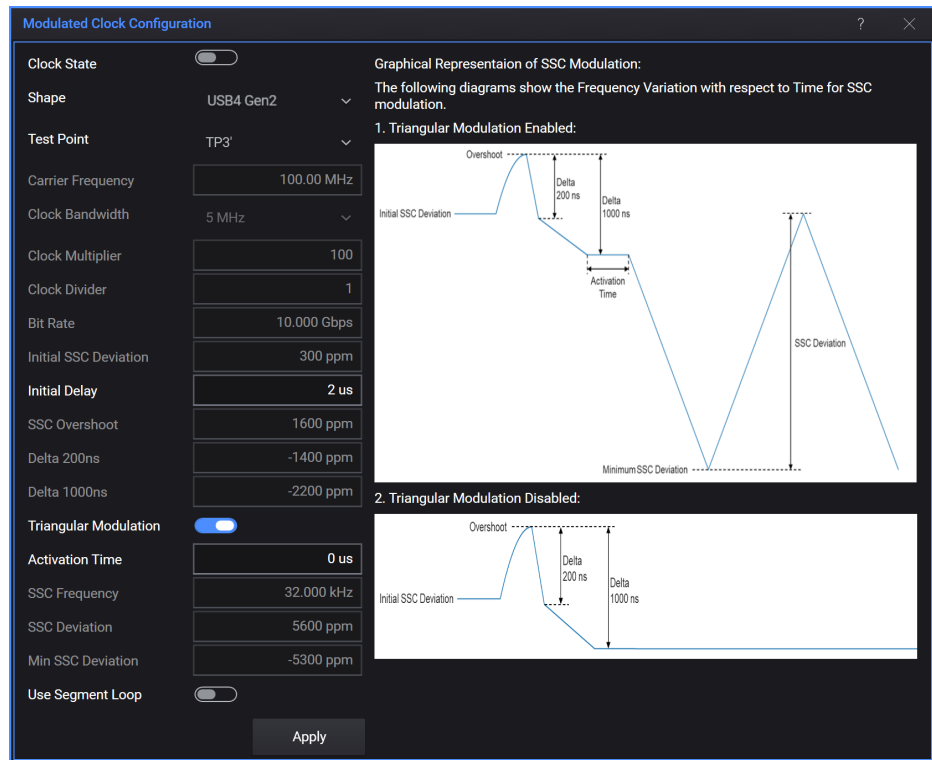 Modulated Clock Configuration
?
Clock State
Shape
USB4 Gen2
Test Point
TP3'
Carrier Frequency
100.00 MHz
Clock Bandwidth
5 MHz
Clock Multiplier
100
Clock Divider
1
Bit Rate
10.000 Gbps
Initial SSC Deviation
300 ppm
Initial Delay
2 us
SSC Overshoot
1600 ppm
Delta 200ns
-1400 ppm
Delta 1000ns
-2200 ppm
Triangular Modulation
Activation Time
0 us
SSC Frequency
32.000 kHz
SSC Deviation
5600 ppm
Min SSC Deviation
-5300 ppm
Use Segment Loop
Apply
Graphical Representaion of SSC Modulation:
The following diagrams show the Frequency Variation with respect to Time for SSC
modulation.
1. Triangular Modulation Enabled:
Overshoot
Delta
200 ns
Delta
1000 ns
Initial SSC Deviation
Activation
Time
SSC Deviation
Minimum SSC Deviation
2. Triangular Modulation Disabled:
Overshoot
Delta
200 ns
Delta
1000 ns
Initial SSC Deviation